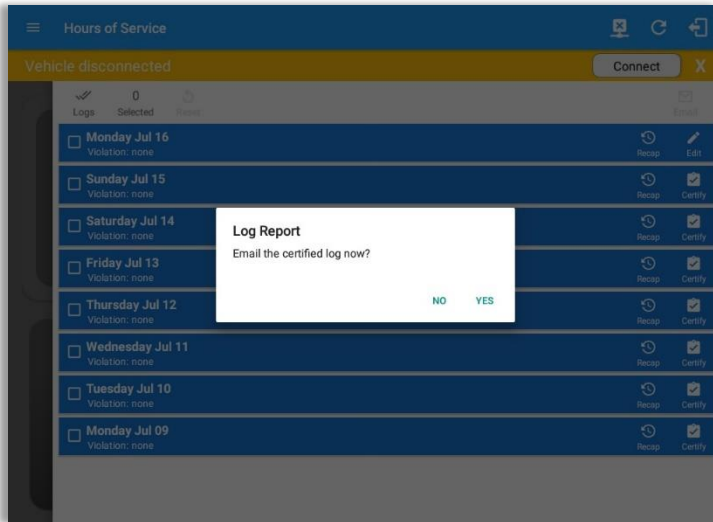 Hours of Service
Vehicle disconnected
Connect X
Logs
0
Selected
Reset
Email
Monday Jul 16
Violation: none
Recap
Edit
Sunday Jul 15
Violation: none
Recap
Certify
Saturday Jul 14
Violation: none
Recap
Certify
Friday Jul 13
Violation: none
Recap
Certify
Thursday Jul 12
Violation: none
Recap
Certify
Wednesday Jul 11
Violation: none
Recap
Certify
Tuesday Jul 10
Violation: none
Recap
Certify
Monday Jul 09
Violation: none
Recap
Certify
Log Report
Email the certified log now?
NO YES